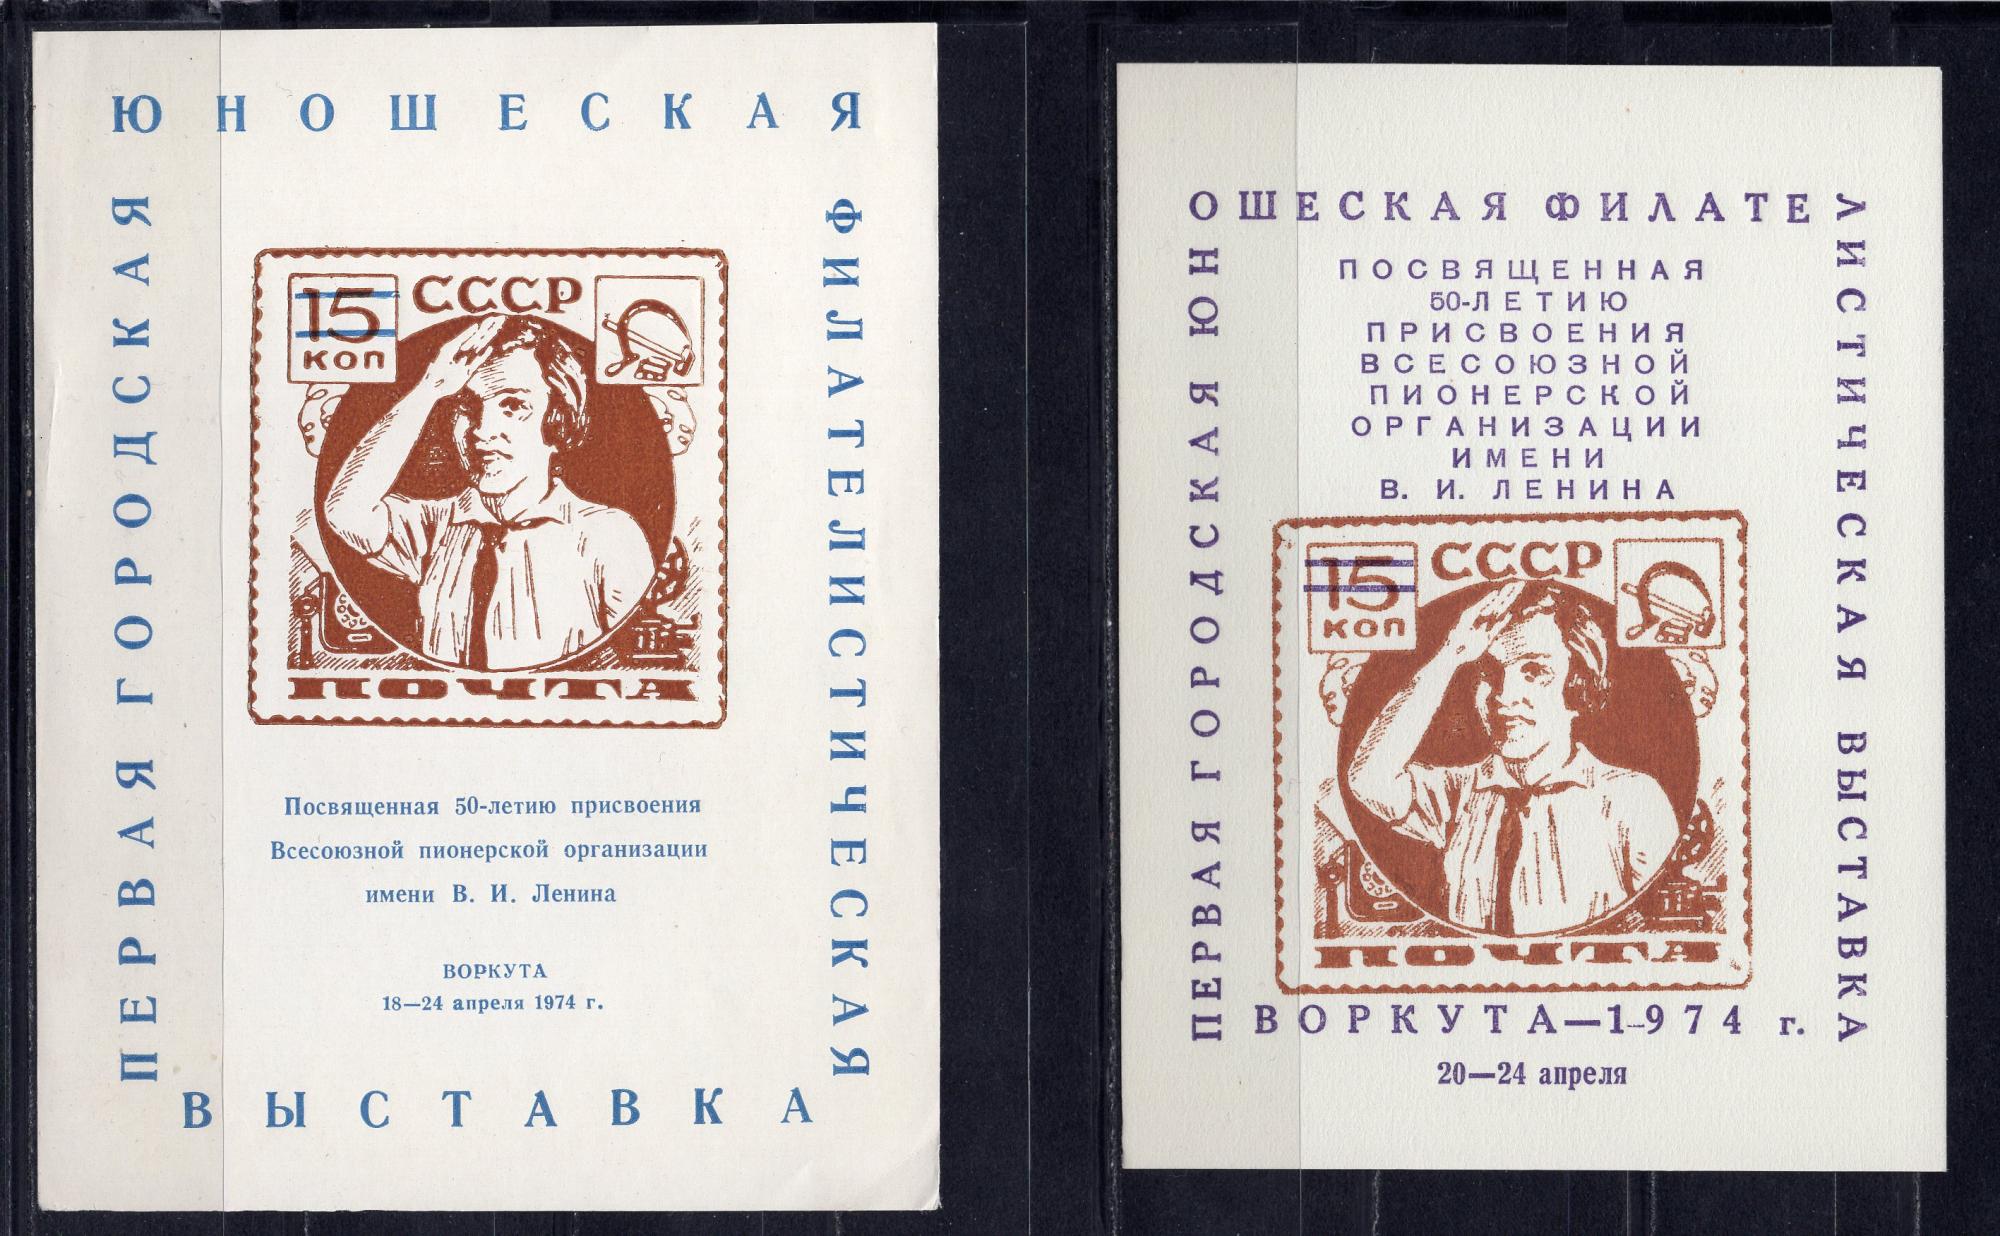 ПЕРВАЯ ГОРОДСКАЯ
ЮНОШЕСКАЯ
ФИЛАТЕЛИСТИЧЕСКАЯ
ВЫСТАВКА
15
КОП
СССР
ПОЧТА
Посвященная 50-летию присвоения
Всесоюзной пионерской организации
имени В. И. Ленина
ВОРКУТА
18—24 апреля 1974 г.
ПЕРВАЯ ГОРОДСКАЯ ЮН
ОШЕСКАЯ ФИЛАТЕ
ЛИСТИЧЕСКАЯ ВЫСТАВКА
ПОСВЯЩЕННАЯ
50-ЛЕТИЮ
ПРИСВОЕНИЯ
ВСЕСОЮЗНОЙ
ПИОНЕРСКОЙ
ОРГАНИЗАЦИИ
ИМЕНИ
В. И. ЛЕНИНА
15
КОП
СССР
ПОЧТА
ВОРКУТА—1974 г.
20—24 апреля